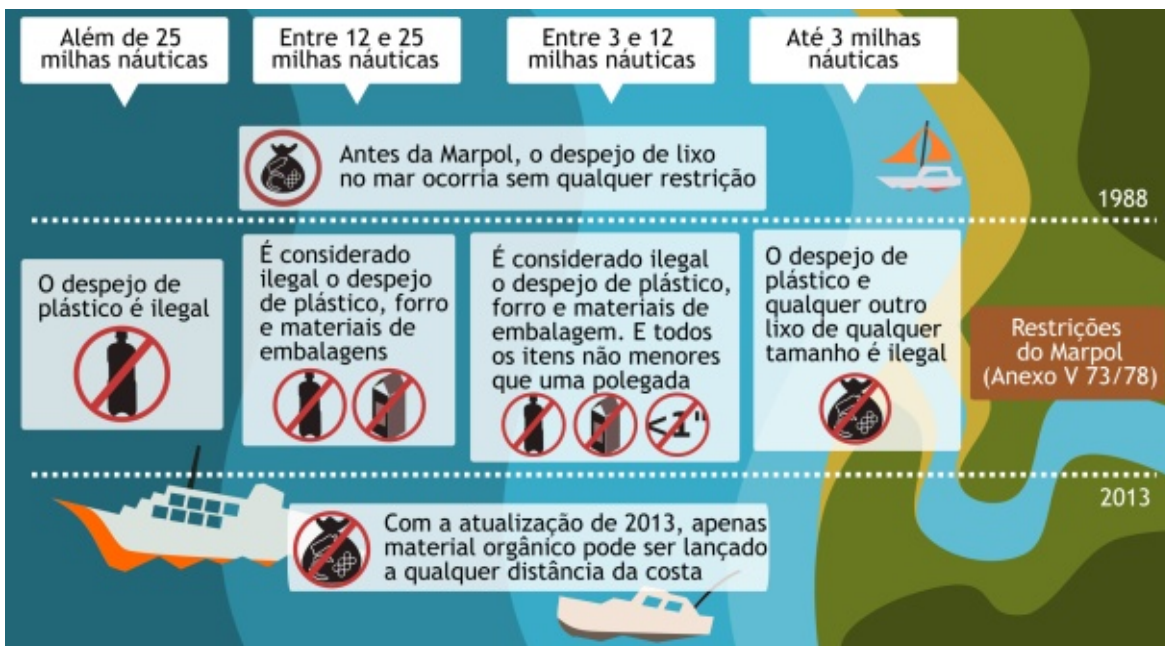 Além de 25
milhas náuticas
Entre 12 e 25
milhas náuticas
Entre 3 e 12
milhas náuticas
Até 3 milhas
náuticas
Antes da Marpol, o despejo de lixo
no mar ocorria sem qualquer restrição
1988
O despejo de
plástico é ilegal
É considerado
ilegal o despejo
de plástico, forro
e materiais de
embalagens
É considerado ilegal
o despejo de plástico,
forro e materiais de
embalagem. E todos
os itens não menores
que uma polegada
<1"
O despejo de
plástico e
qualquer outro
lixo de qualquer
tamanho é ilegal
Restrições
do Marpol
(Anexo V 73/78)
2013
Com a atualização de 2013, apenas
material orgânico pode ser lançado
a qualquer distância da costa